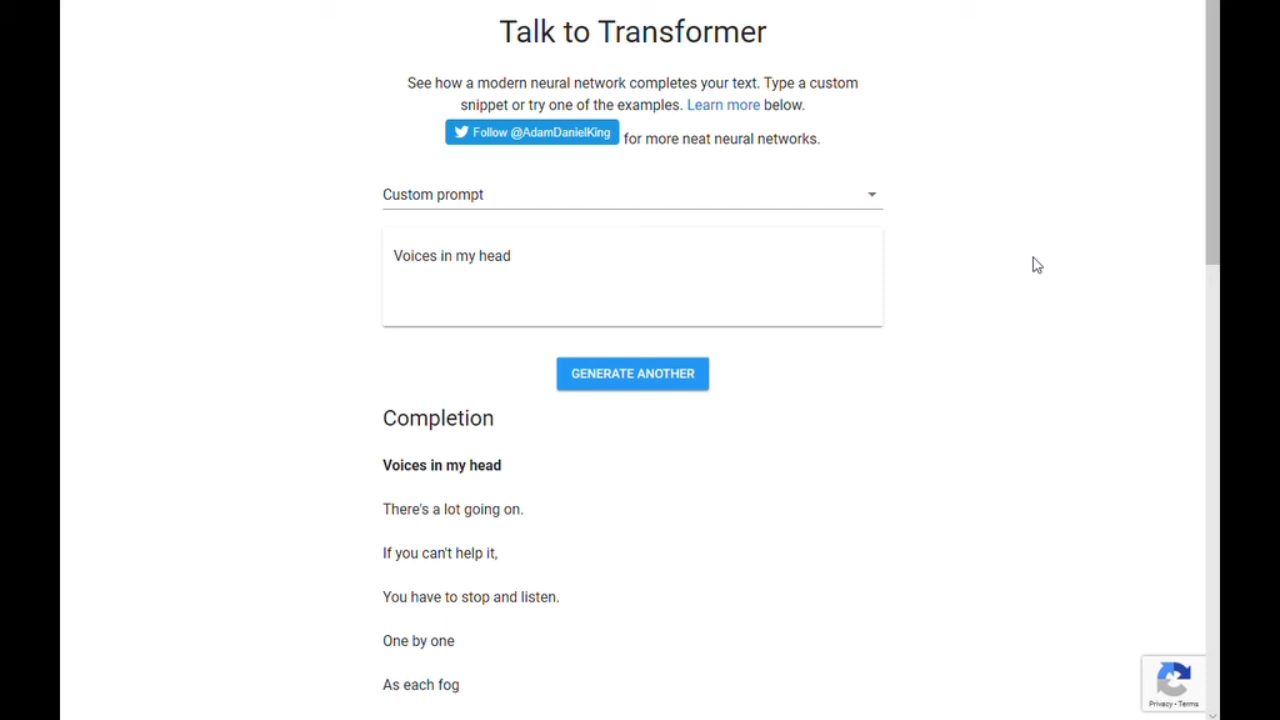 Talk to Transformer
See how a modern neural network completes your text. Type a custom
snippet or try one of the examples. Learn more below.
Follow @AdamDanielKing for more neat neural networks.
Custom prompt
Voices in my head
GENERATE ANOTHER
Completion
Voices in my head
There's a lot going on.
If you can't help it,
You have to stop and listen.
One by one
As each fog
Privacy - Terms